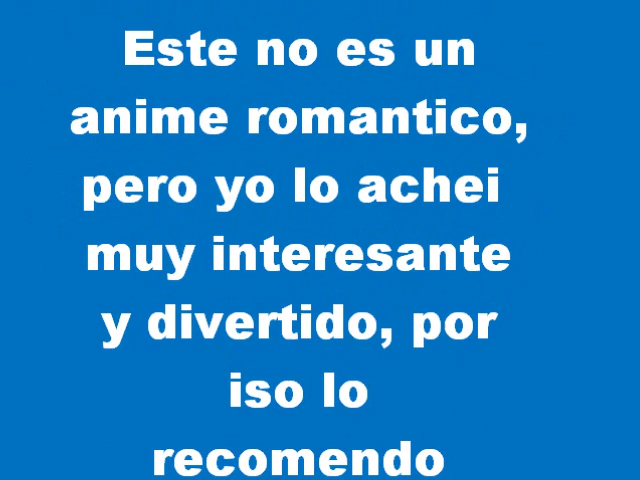 Este no es un
anime romantico,
pero yo lo achei
muy interesante
y divertido, por
iso lo
recomendo